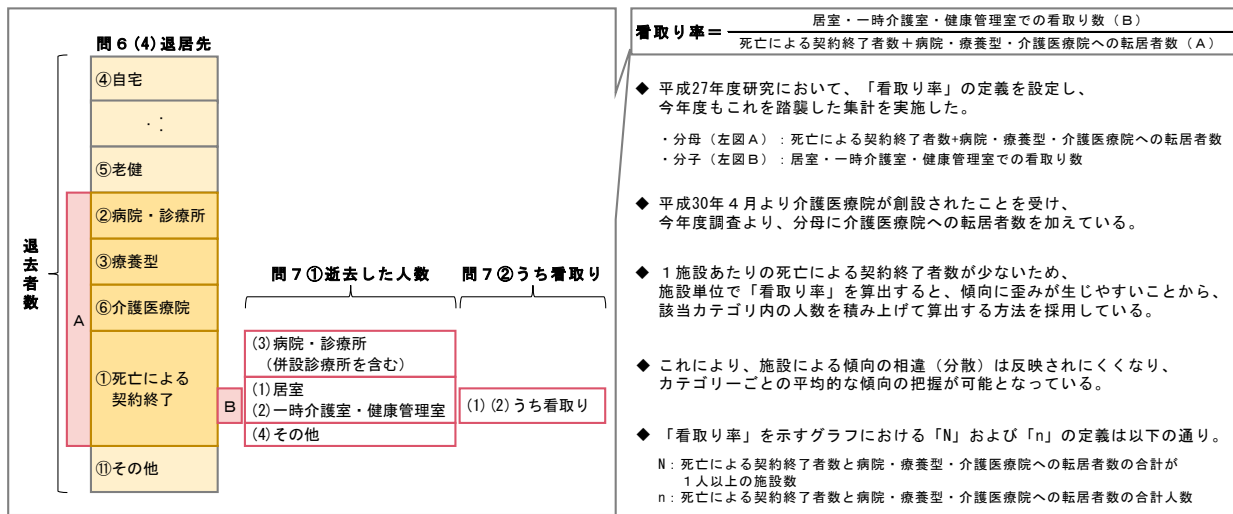 問6(4)退居先
④自宅
⑤老健
②病院・診療所
③療養型
⑥介護医療院
①死亡による
契約終了
⑪その他
退去者数
A
B
問7①逝去した人数
(3)病院・診療所
(併設診療所を含む)
(1)居室
(2)一時介護室・健康管理室
(4)その他
問7②うち看取り
(1)(2)うち看取り
看取り率＝
居室・一時介護室・健康管理室での看取り数(B)
死亡による契約終了者数＋病院・療養型・介護医療院への転居者数(A)
◆ 平成27年度研究において、「看取り率」の定義を設定し、
今年度もこれを踏襲した集計を実施した。
・分母(左図A)：死亡による契約終了者数+病院・療養型・介護医療院への転居者数
・分子(左図B)：居室・一時介護室・健康管理室での看取り数
◆ 平成30年４月より介護医療院が創設されたことを受け、
今年度調査より、分母に介護医療院への転居者数を加えている。
◆ １施設あたりの死亡による契約終了者数が少ないため、
施設単位で「看取り率」を算出すると、傾向に歪みが生じやすいことから、
該当カテゴリ内の人数を積み上げて算出する方法を採用している。
◆ これにより、施設による傾向の相違（分散）は反映されにくくなり、
カテゴリーごとの平均的な傾向の把握が可能となっている。
◆ 「看取り率」を示すグラフにおける「N」および「n」の定義は以下の通り。
N：死亡による契約終了者数と病院・療養型・介護医療院への転居者数の合計が
１人以上の施設数
n：死亡による契約終了者数と病院・療養型・介護医療院への転居者数の合計人数